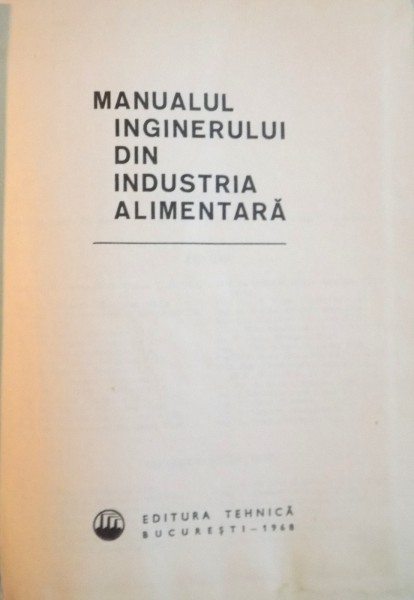 MANUALUL
INGINERULUI
DIN
INDUSTRIA
ALIMENTARĂ
EDITURA TEHNICĂ
BUCUREŞTI – 1968